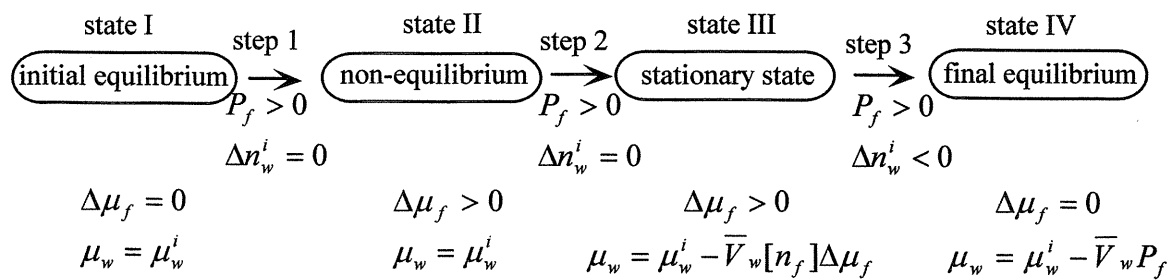 state I step 1 state II step 2 state III step 3 state IV
initial equilibrium non-equilibrium stationary state final equilibrium
P_f > 0 P_f > 0 P_f > 0
Δn_w^i = 0 Δn_w^i = 0 Δn_w^i < 0
Δμ_f = 0 Δμ_f > 0 Δμ_f > 0 Δμ_f = 0
μ_w = μ_w^i μ_w = μ_w^i μ_w = μ_w^i − V̅_w[n_f]Δμ_f μ_w = μ_w^i − V̅_w P_f